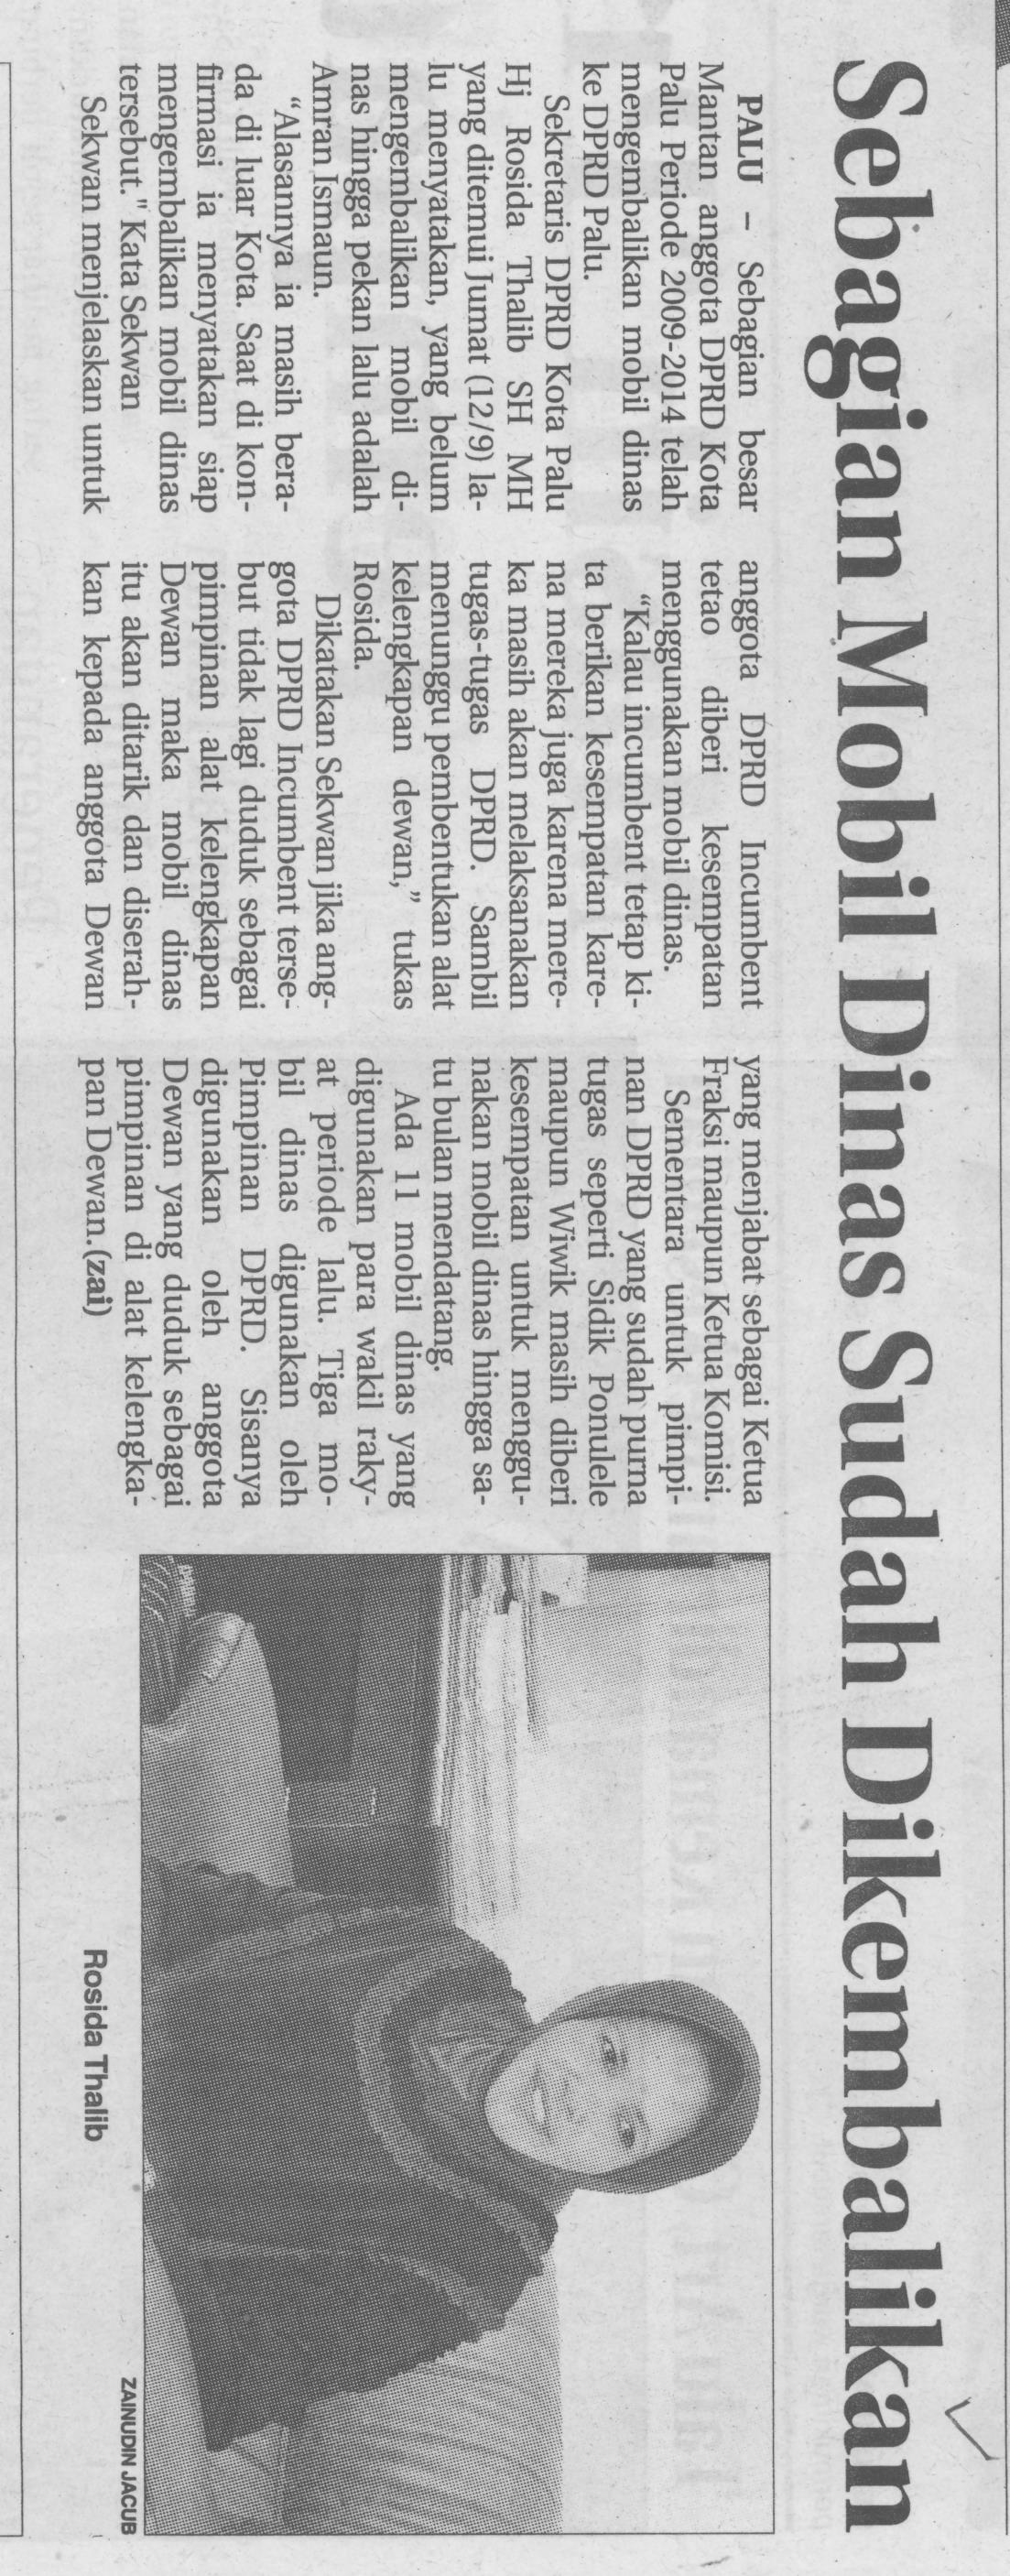 Sebagian Mobil Dinas Sudah Dikembalikan
PALU – Sebagian besar
Mantan anggota DPRD Kota
Palu Periode 2009-2014 telah
mengembalikan mobil dinas
ke DPRD Palu.
Sekretaris DPRD Kota Palu
Hj Rosida Thalib SH MH
yang ditemui Jumat (12/9) la-
lu menyatakan, yang belum
mengembalikan mobil di-
nas hingga pekan lalu adalah
Amran Ismaun.
“Alasannya ia masih bera-
da di luar Kota. Saat di kon-
firmasi ia menyatakan siap
mengembalikan mobil dinas
tersebut." Kata Sekwan
Sekwan menjelaskan untuk
anggota DPRD Incumbent
tetao diberi kesempatan
menggunakan mobil dinas.
“Kalau incumbent tetap ki-
ta berikan kesempatan kare-
na mereka juga karena mere-
ka masih akan melaksanakan
tugas-tugas DPRD. Sambil
menunggu pembentukan alat
kelengkapan dewan,” tukas
Rosida.
Dikatakan Sekwan jika ang-
gota DPRD Incumbent terse-
but tidak lagi duduk sebagai
pimpinan alat kelengkapan
Dewan maka mobil dinas
itu akan ditarik dan diserah-
kan kepada anggota Dewan
yang menjabat sebagai Ketua
Fraksi maupun Ketua Komisi.
Sementara untuk pimpi-
nan DPRD yang sudah purna
tugas seperti Sidik Ponulele
maupun Wiwik masih diberi
kesempatan untuk menggu-
nakan mobil dinas hingga sa-
tu bulan mendatang.
Ada 11 mobil dinas yang
digunakan para wakil raky-
at periode lalu. Tiga mo-
bil dinas digunakan oleh
Pimpinan DPRD. Sisanya
digunakan oleh anggota
Dewan yang duduk sebagai
pimpinan di alat kelengka-
pan Dewan.(zai)
ZAINUDIN JACUB
Rosida Thalib